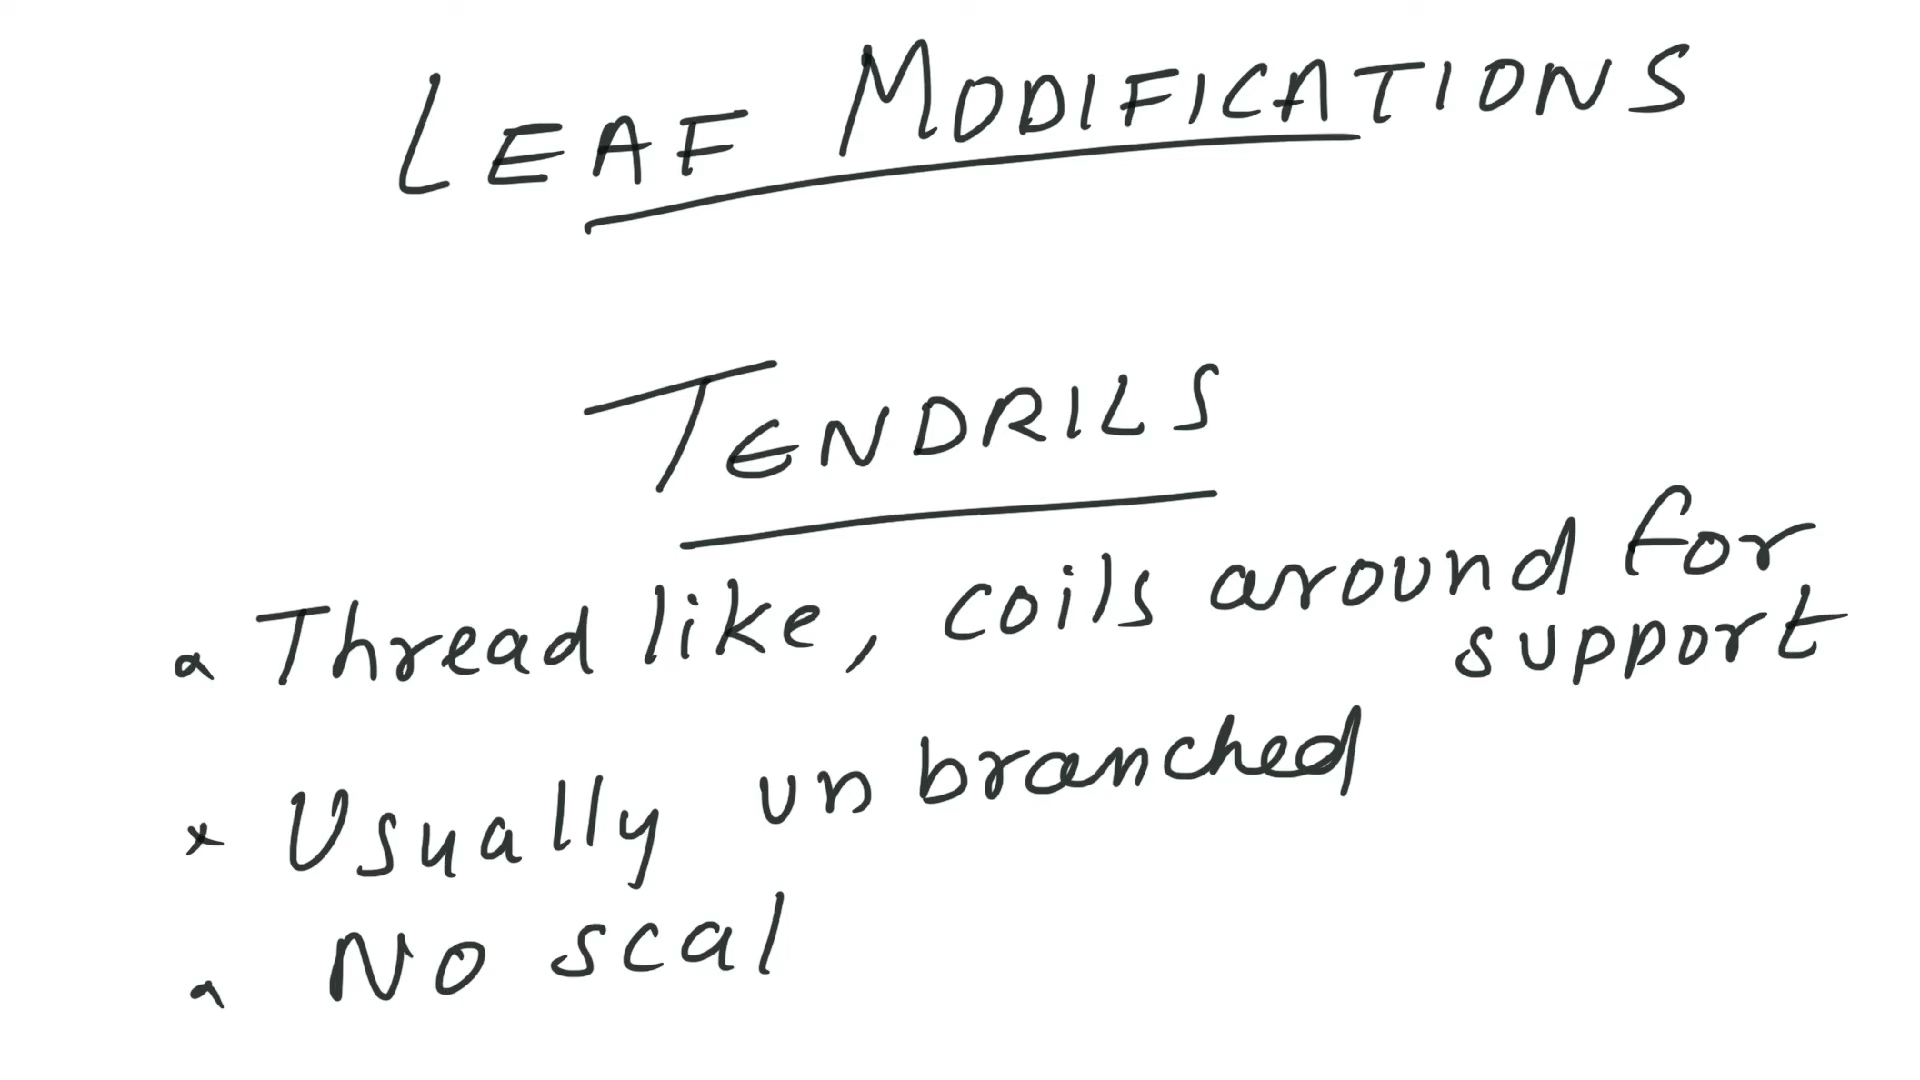 LEAF MODIFICATIONS
TENDRILS
Thread like, coils around for
support
* Usually unbranched
No scal